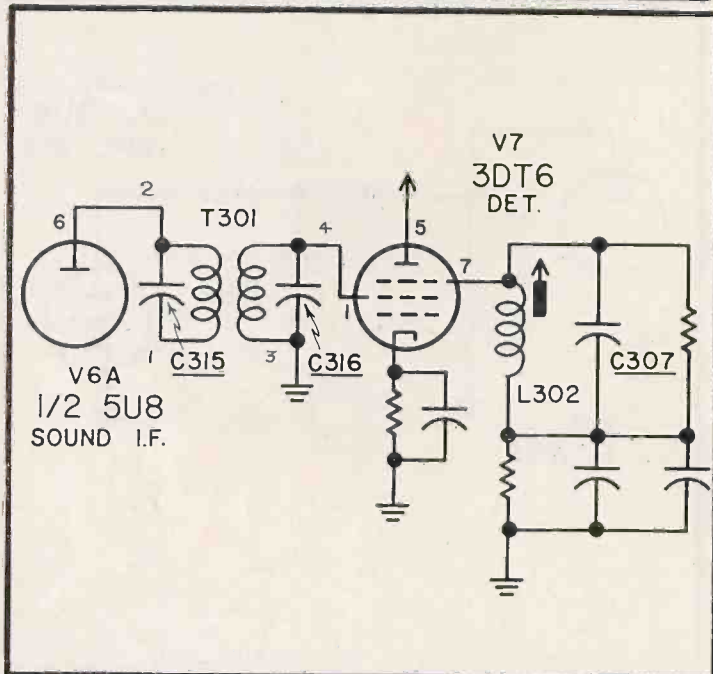 V7
3DT6
DET.
2
6
T301
4
5
7
1
1
C315
3
C316
C307
L302
V6A
1/2 5U8
SOUND I.F.